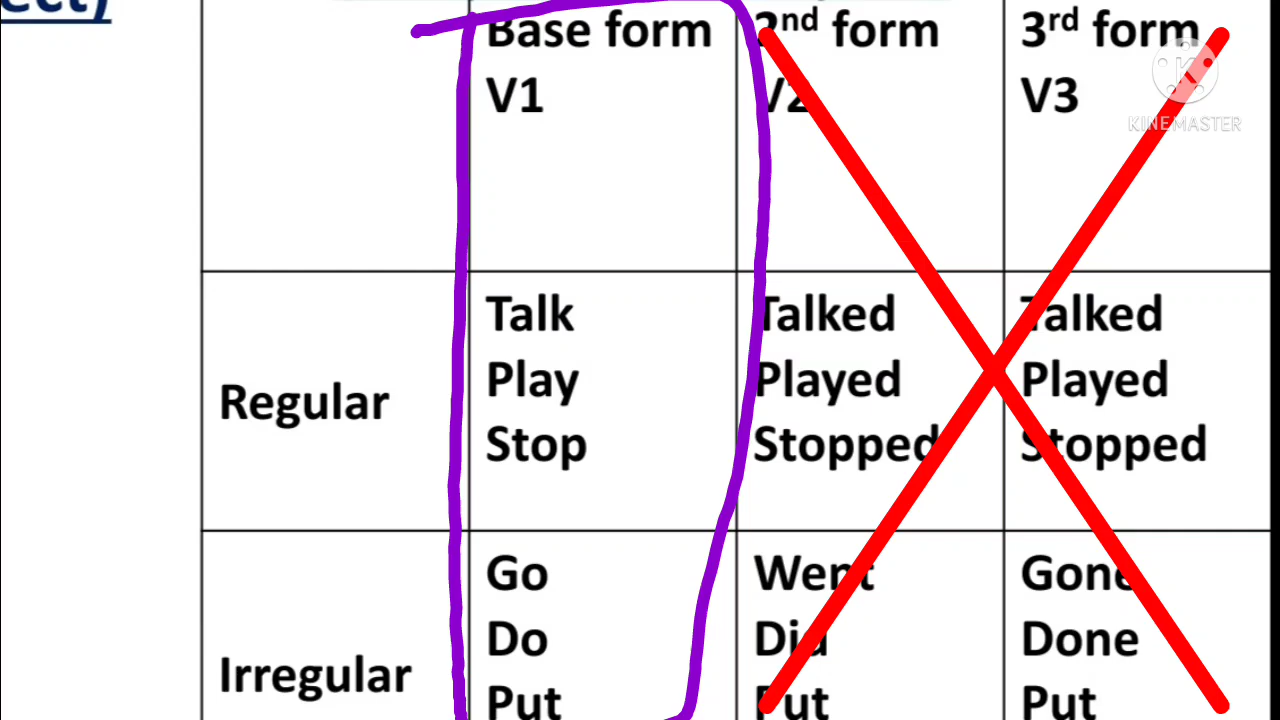 ect)
Base form
V1
2nd form
V2
3rd form
V3
KINEMASTER
Regular
Talk
Play
Stop
Talked
Played
Stopped
Talked
Played
Stopped
Irregular
Go
Do
Put
Went
Did
Put
Gone
Done
Put